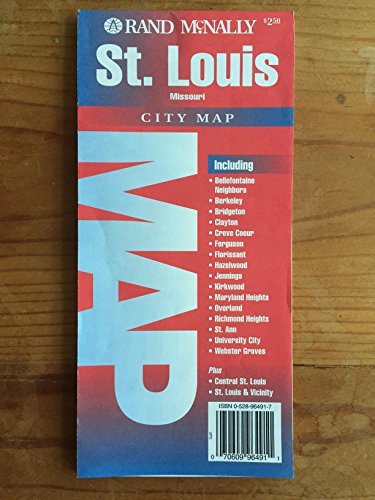 RAND McNALLY $2.50
St. Louis
Missouri
CITY MAP
MAP
Including
• Bellefontaine
Neighbors
• Berkeley
• Bridgeton
• Clayton
• Creve Coeur
• Ferguson
• Florissant
• Hazelwood
• Jennings
• Kirkwood
• Maryland Heights
• Overland
• Richmond Heights
• St. Ann
• University City
• Webster Groves
Plus
• Central St. Louis
• St. Louis & Vicinity
ISBN 0-528-96491-7
UPC
0 70609 96491 1